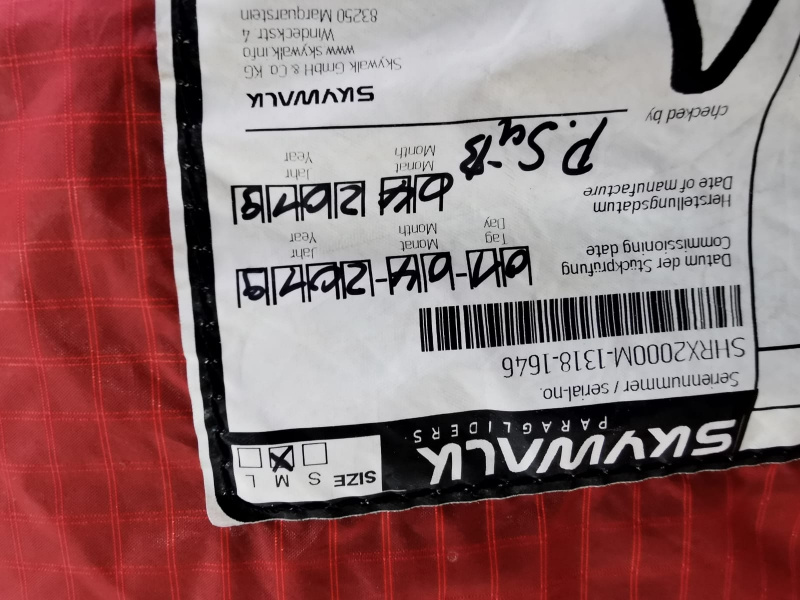 SKYWALK
PARAGLIDERS
SIZE S M L
Seriennummer / serial-no.
SHRX2000M-1318-1646
Datum der Stückprüfung
Commissioning date
Tag Monat Jahr
Day Month Year
Herstellungsdatum
Date of manufacture
Monat Jahr
Month Year
checked by
SKYWALK
Skywalk GmbH & Co. KG
www.skywalk.info
Windeckstr. 4
83250 Marquartstein